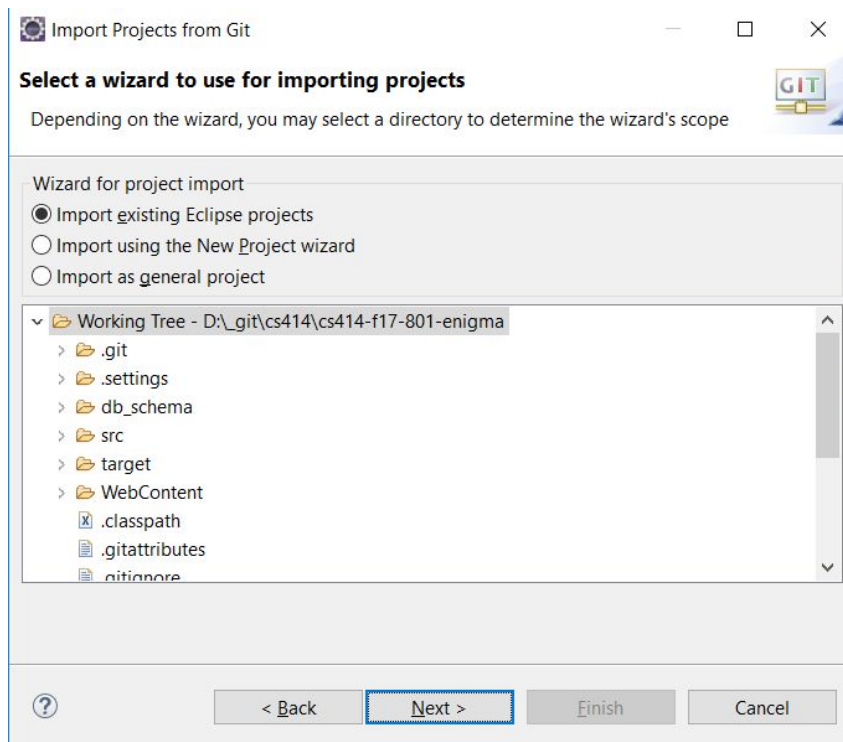 Import Projects from Git
Select a wizard to use for importing projects
GIT
Depending on the wizard, you may select a directory to determine the wizard's scope
Wizard for project import
Import existing Eclipse projects
Import using the New Project wizard
Import as general project
Working Tree - D:\_git\cs414\cs414-f17-801-enigma
.git
.settings
db_schema
src
target
WebContent
.classpath
.gitattributes
.gitignore
?
< Back
Next >
Finish
Cancel